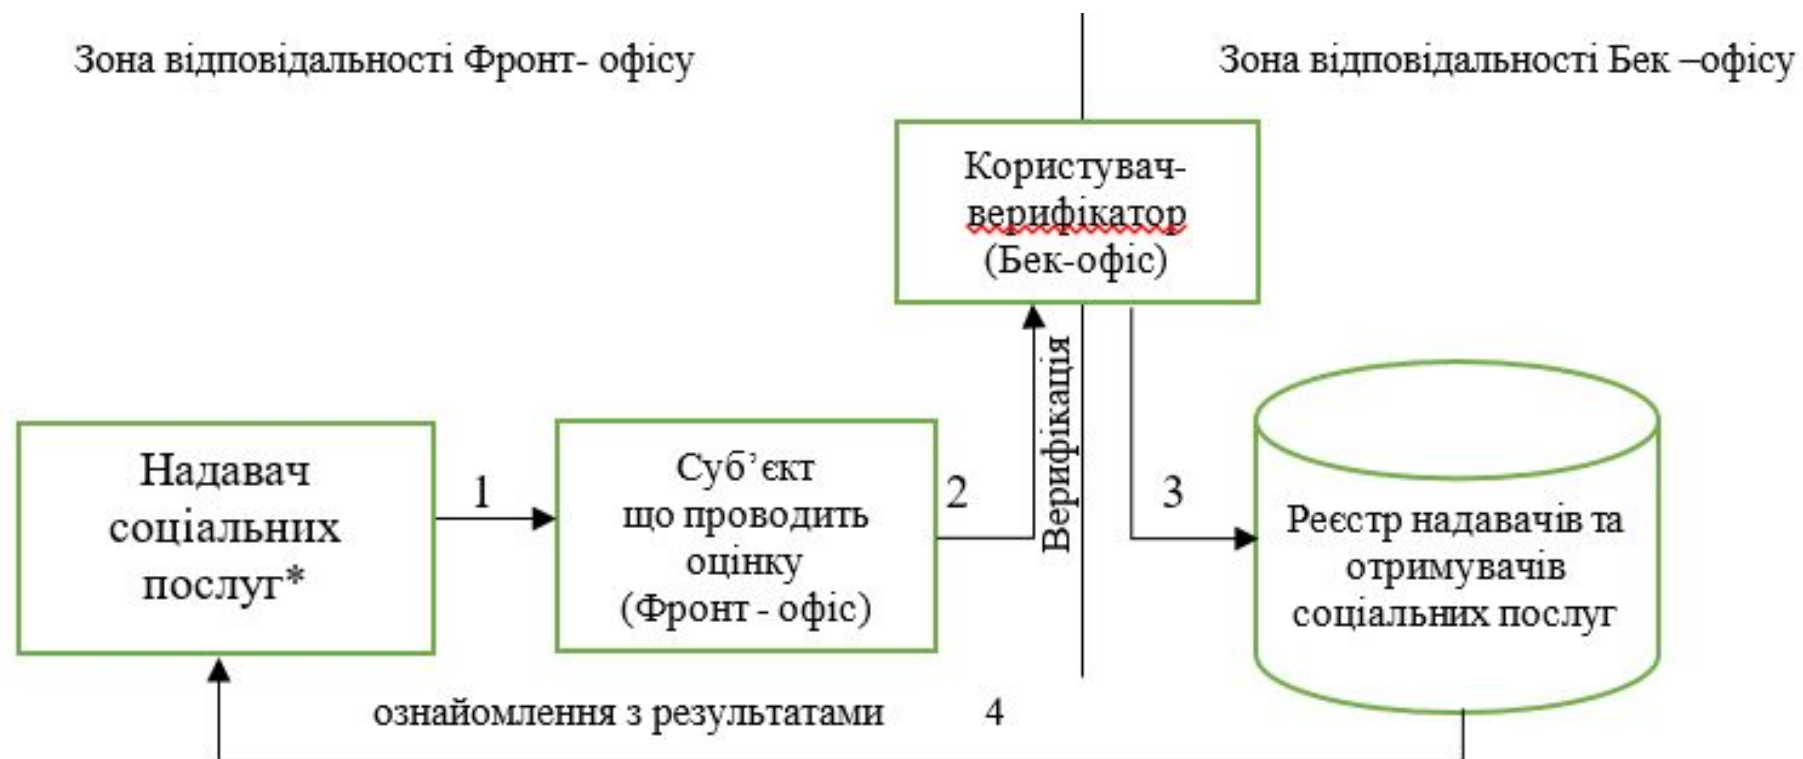 Зона відповідальності Фронт- офісу
Зона відповідальності Бек –офісу
Користувач-
верифікатор
(Бек-офіс)
Верифікація
Надавач
соціальних
послуг*
1
Суб’єкт
що проводить
оцінку
(Фронт - офіс)
2
3
Реєстр надавачів та
отримувачів
соціальних послуг
ознайомлення з результатами
4